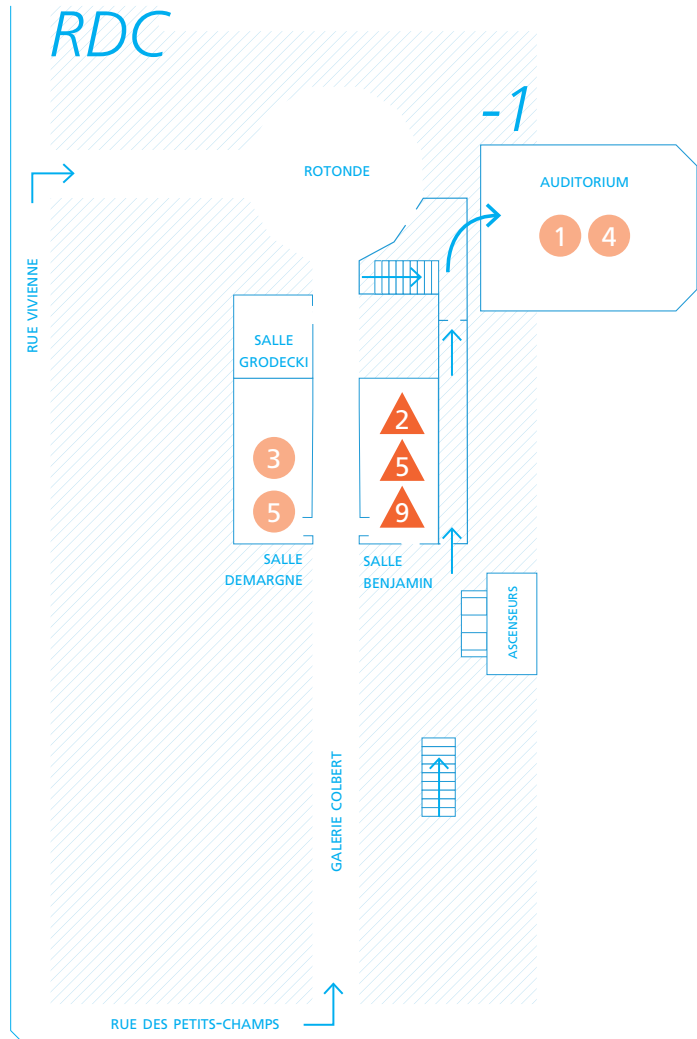 RDC
-1
ROTONDE
AUDITORIUM
1 4
RUE VIVIENNE
SALLE
GRODECKI
3
5
2
5
9
SALLE
DEMARGNE
SALLE
BENJAMIN
ASCENSEURS
GALERIE COLBERT
RUE DES PETITS-CHAMPS